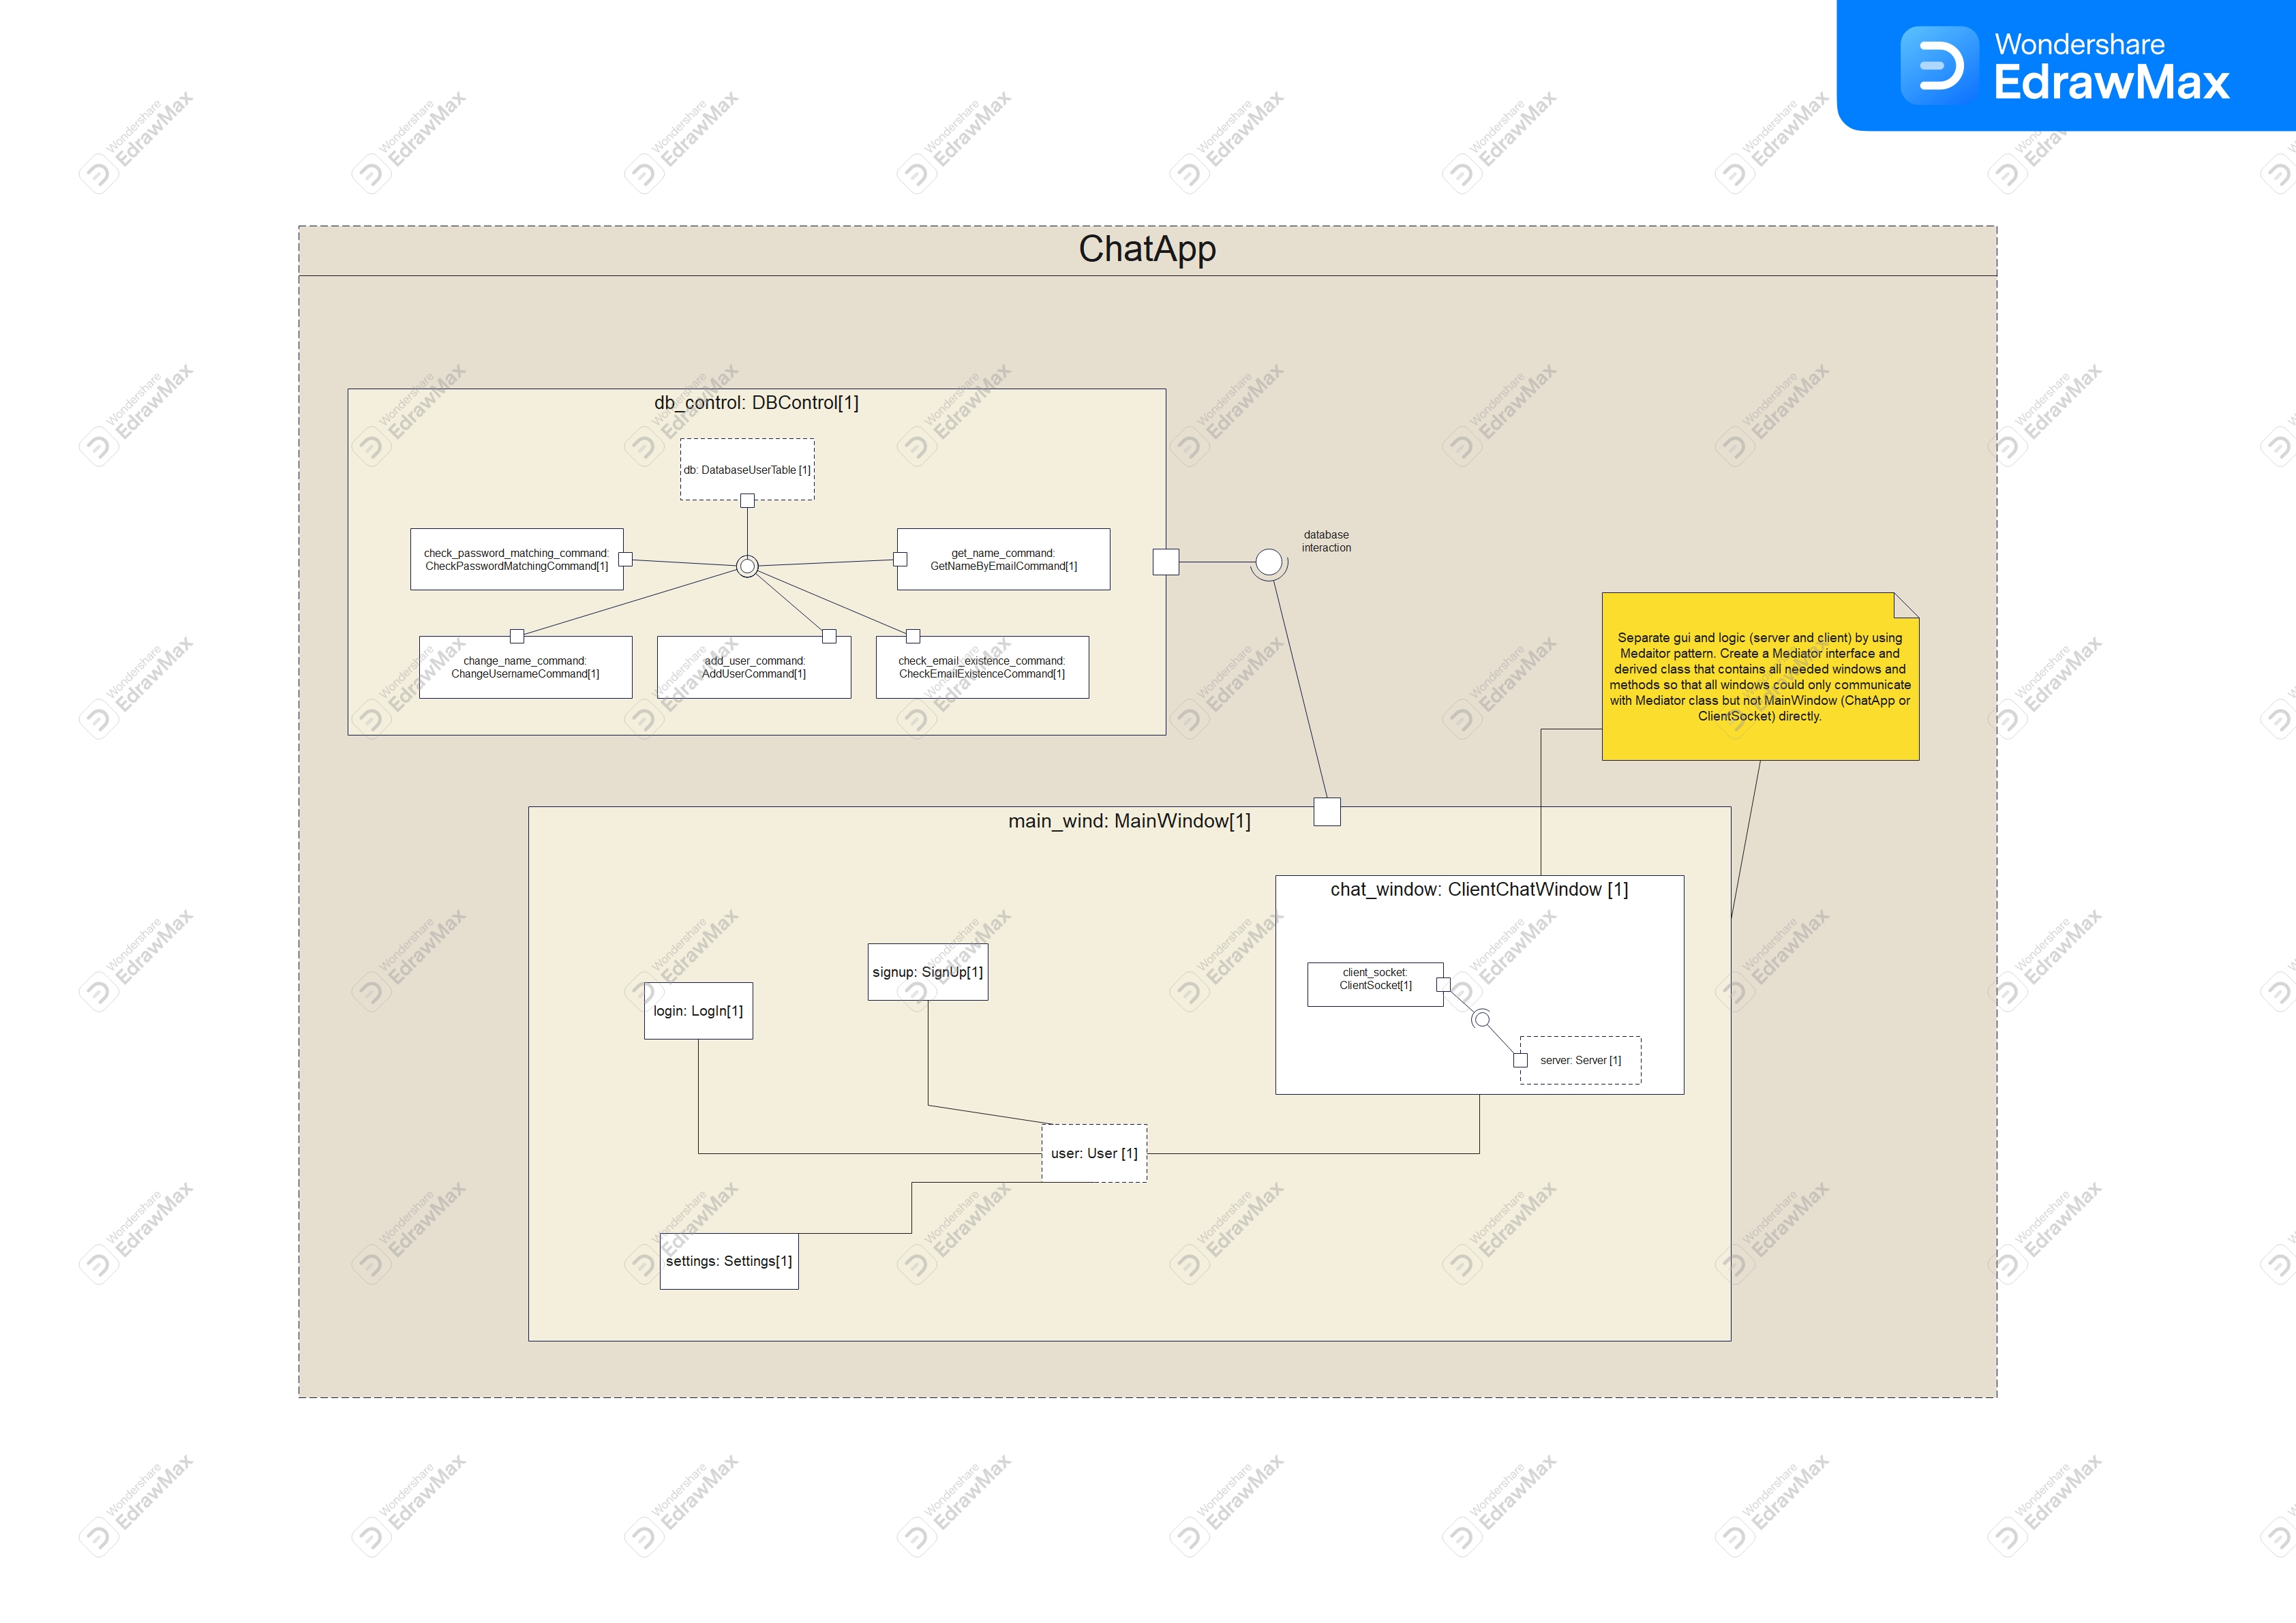 Wondershare
EdrawMax
ChatApp
db_control: DBControl[1]
db: DatabaseUserTable [1]
check_password_matching_command:
CheckPasswordMatchingCommand[1]
get_name_command:
GetNameByEmailCommand[1]
change_name_command:
ChangeUsernameCommand[1]
add_user_command:
AddUserCommand[1]
check_email_existence_command:
CheckEmailExistenceCommand[1]
database
interaction
Separate gui and logic (server and client) by using
Medaitor pattern. Create a Mediator interface and
derived class that contains all needed windows and
methods so that all windows could only communicate
with Mediator class but not MainWindow (ChatApp or
ClientSocket) directly.
main_wind: MainWindow[1]
chat_window: ClientChatWindow [1]
client_socket:
ClientSocket[1]
server: Server [1]
signup: SignUp[1]
login: LogIn[1]
user: User [1]
settings: Settings[1]